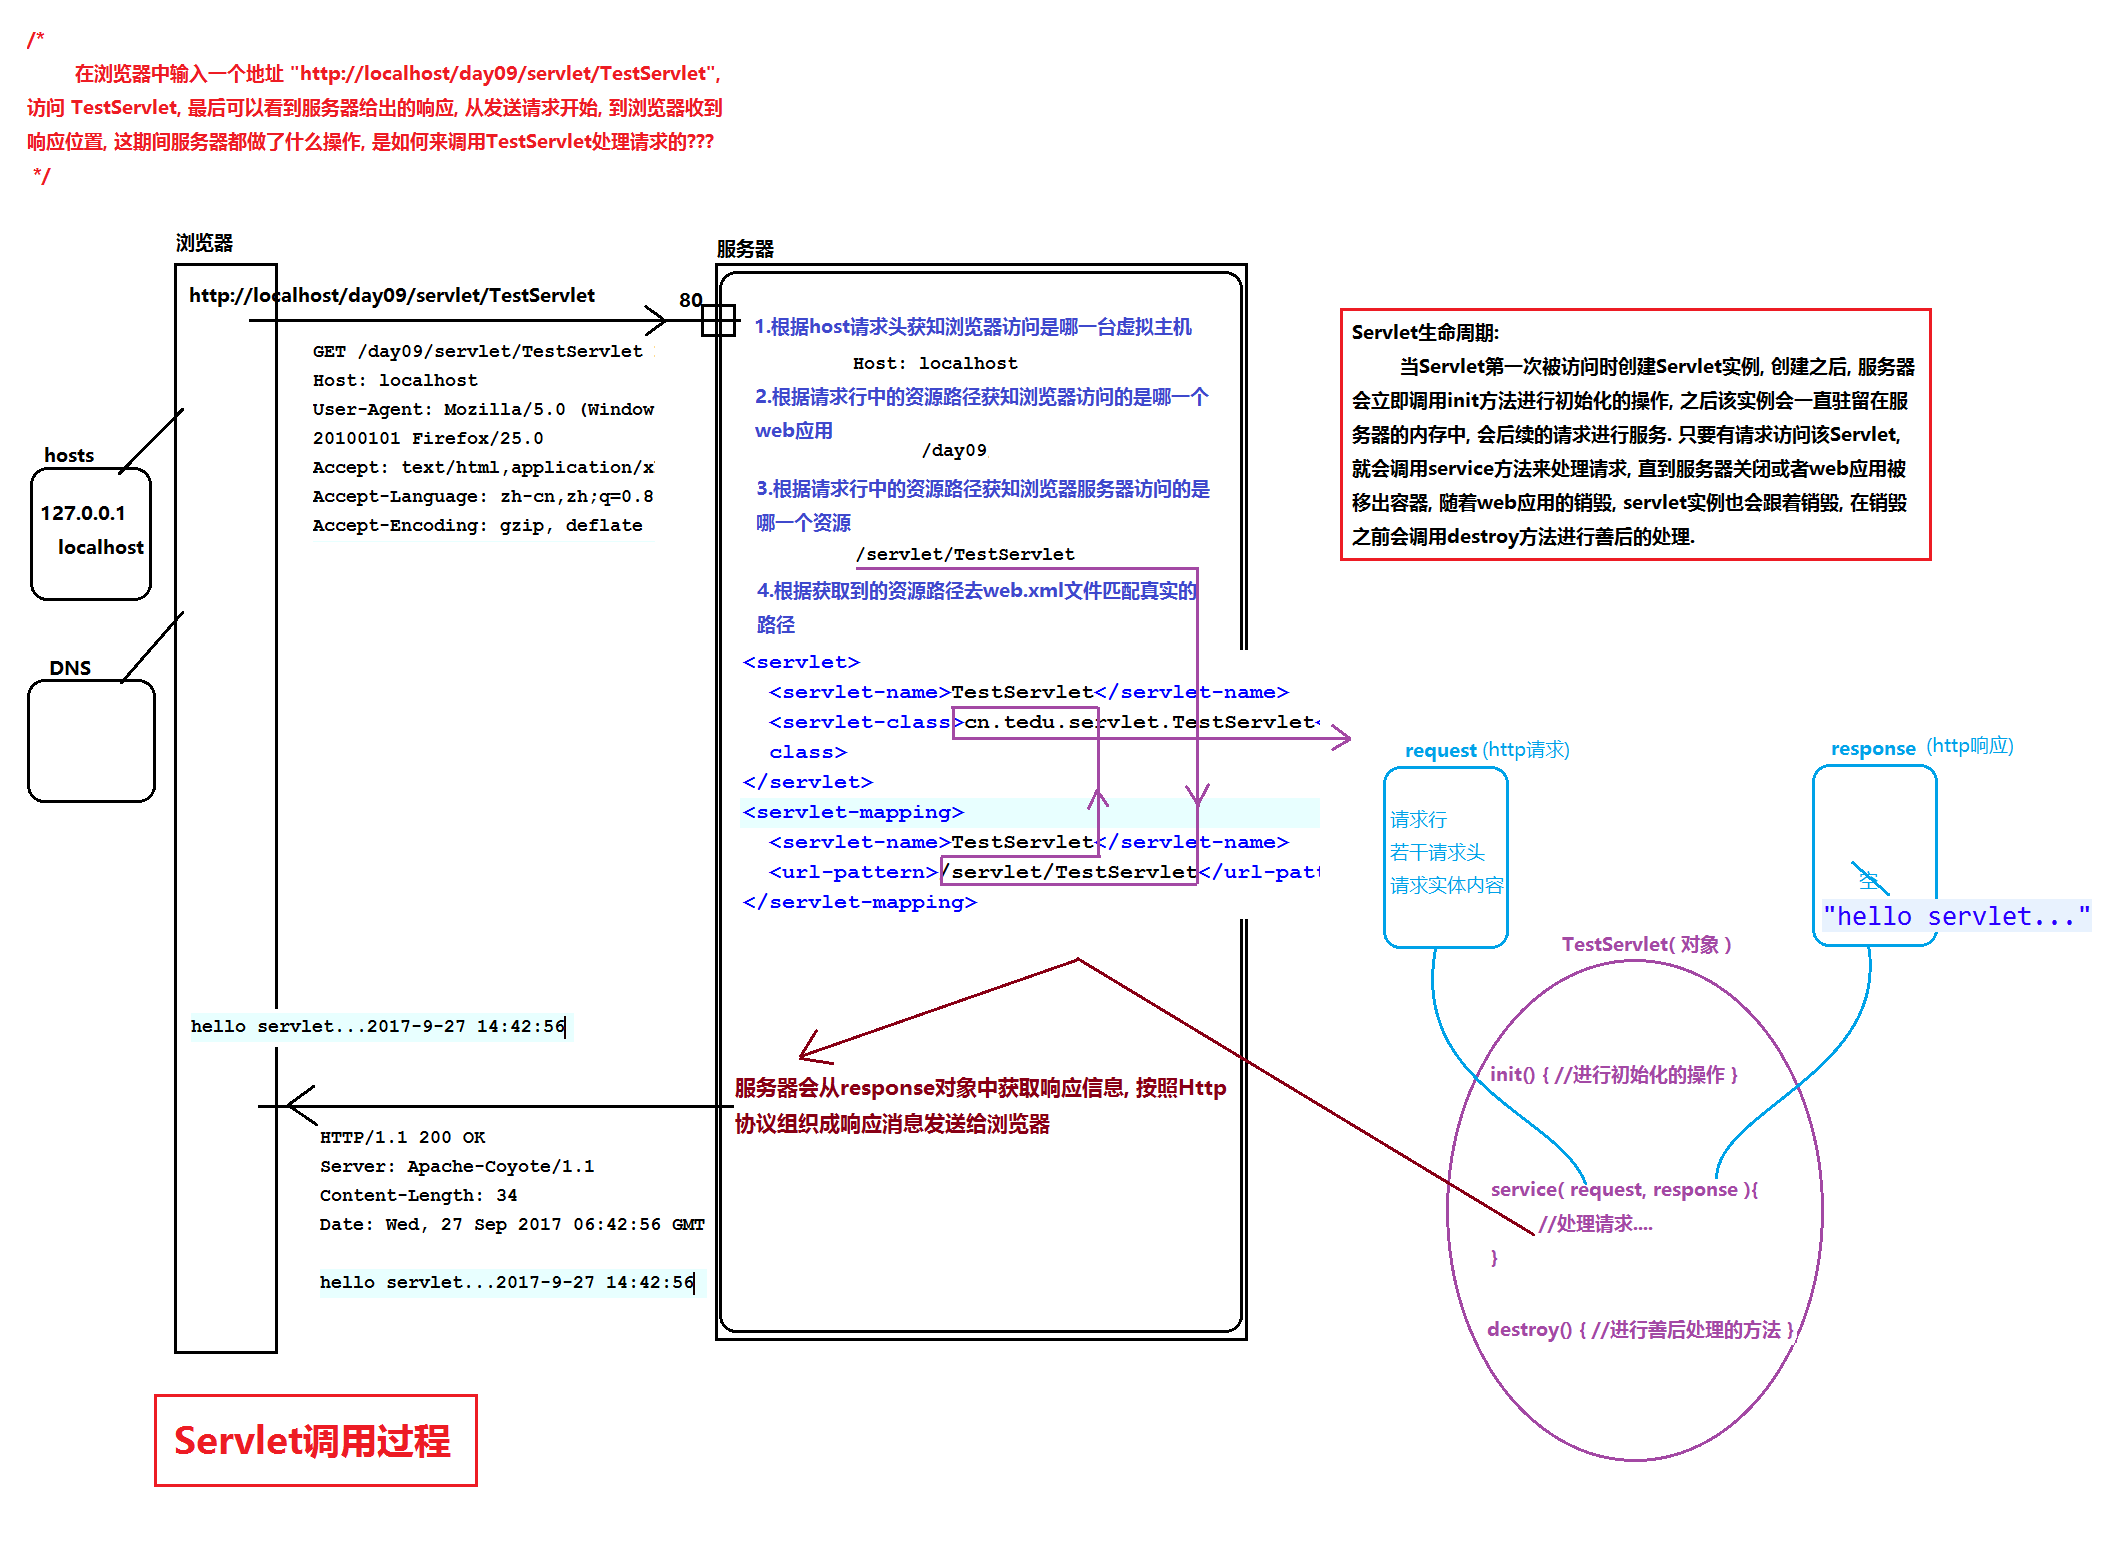 /*
在浏览器中输入一个地址 "http://localhost/day09/servlet/TestServlet",
访问 TestServlet, 最后可以看到服务器给出的响应, 从发送请求开始, 到浏览器收到
响应位置, 这期间服务器都做了什么操作, 是如何来调用TestServlet处理请求的???
*/
浏览器
http://localhost/day09/servlet/TestServlet
80
GET /day09/servlet/TestServlet
Host: localhost
User-Agent: Mozilla/5.0 (Window
20100101 Firefox/25.0
Accept: text/html,application/x
Accept-Language: zh-cn,zh;q=0.8
Accept-Encoding: gzip, deflate
hosts
127.0.0.1
localhost
DNS
服务器
1.根据host请求头获知浏览器访问是哪一台虚拟主机
Host: localhost
2.根据请求行中的资源路径获知浏览器访问的是哪一个
web应用
/day09
3.根据请求行中的资源路径获知浏览器服务器访问的是
哪一个资源
/servlet/TestServlet
4.根据获取到的资源路径去web.xml文件匹配真实的
路径
<servlet>
<servlet-name>TestServlet</servlet-name>
<servlet-class>cn.tedu.servlet.TestServlet<
class>
</servlet>
<servlet-mapping>
<servlet-name>TestServlet</servlet-name>
<url-pattern>/servlet/TestServlet</url-patt
</servlet-mapping>
Servlet生命周期:
当Servlet第一次被访问时创建Servlet实例, 创建之后, 服务器
会立即调用init方法进行初始化的操作, 之后该实例会一直驻留在服
务器的内存中, 会后续的请求进行服务. 只要有请求访问该Servlet,
就会调用service方法来处理请求, 直到服务器关闭或者web应用被
移出容器, 随着web应用的销毁, servlet实例也会跟着销毁, 在销毁
之前会调用destroy方法进行善后的处理.
request (http请求)
请求行
若干请求头
请求实体内容
response (http响应)
空
"hello servlet..."
TestServlet( 对象 )
init() { //进行初始化的操作 }
service( request, response ){
//处理请求....
}
destroy() { //进行善后处理的方法 }
服务器会从response对象中获取响应信息, 按照Http
协议组织成响应消息发送给浏览器
hello servlet...2017-9-27 14:42:56
HTTP/1.1 200 OK
Server: Apache-Coyote/1.1
Content-Length: 34
Date: Wed, 27 Sep 2017 06:42:56 GMT
hello servlet...2017-9-27 14:42:56
Servlet调用过程